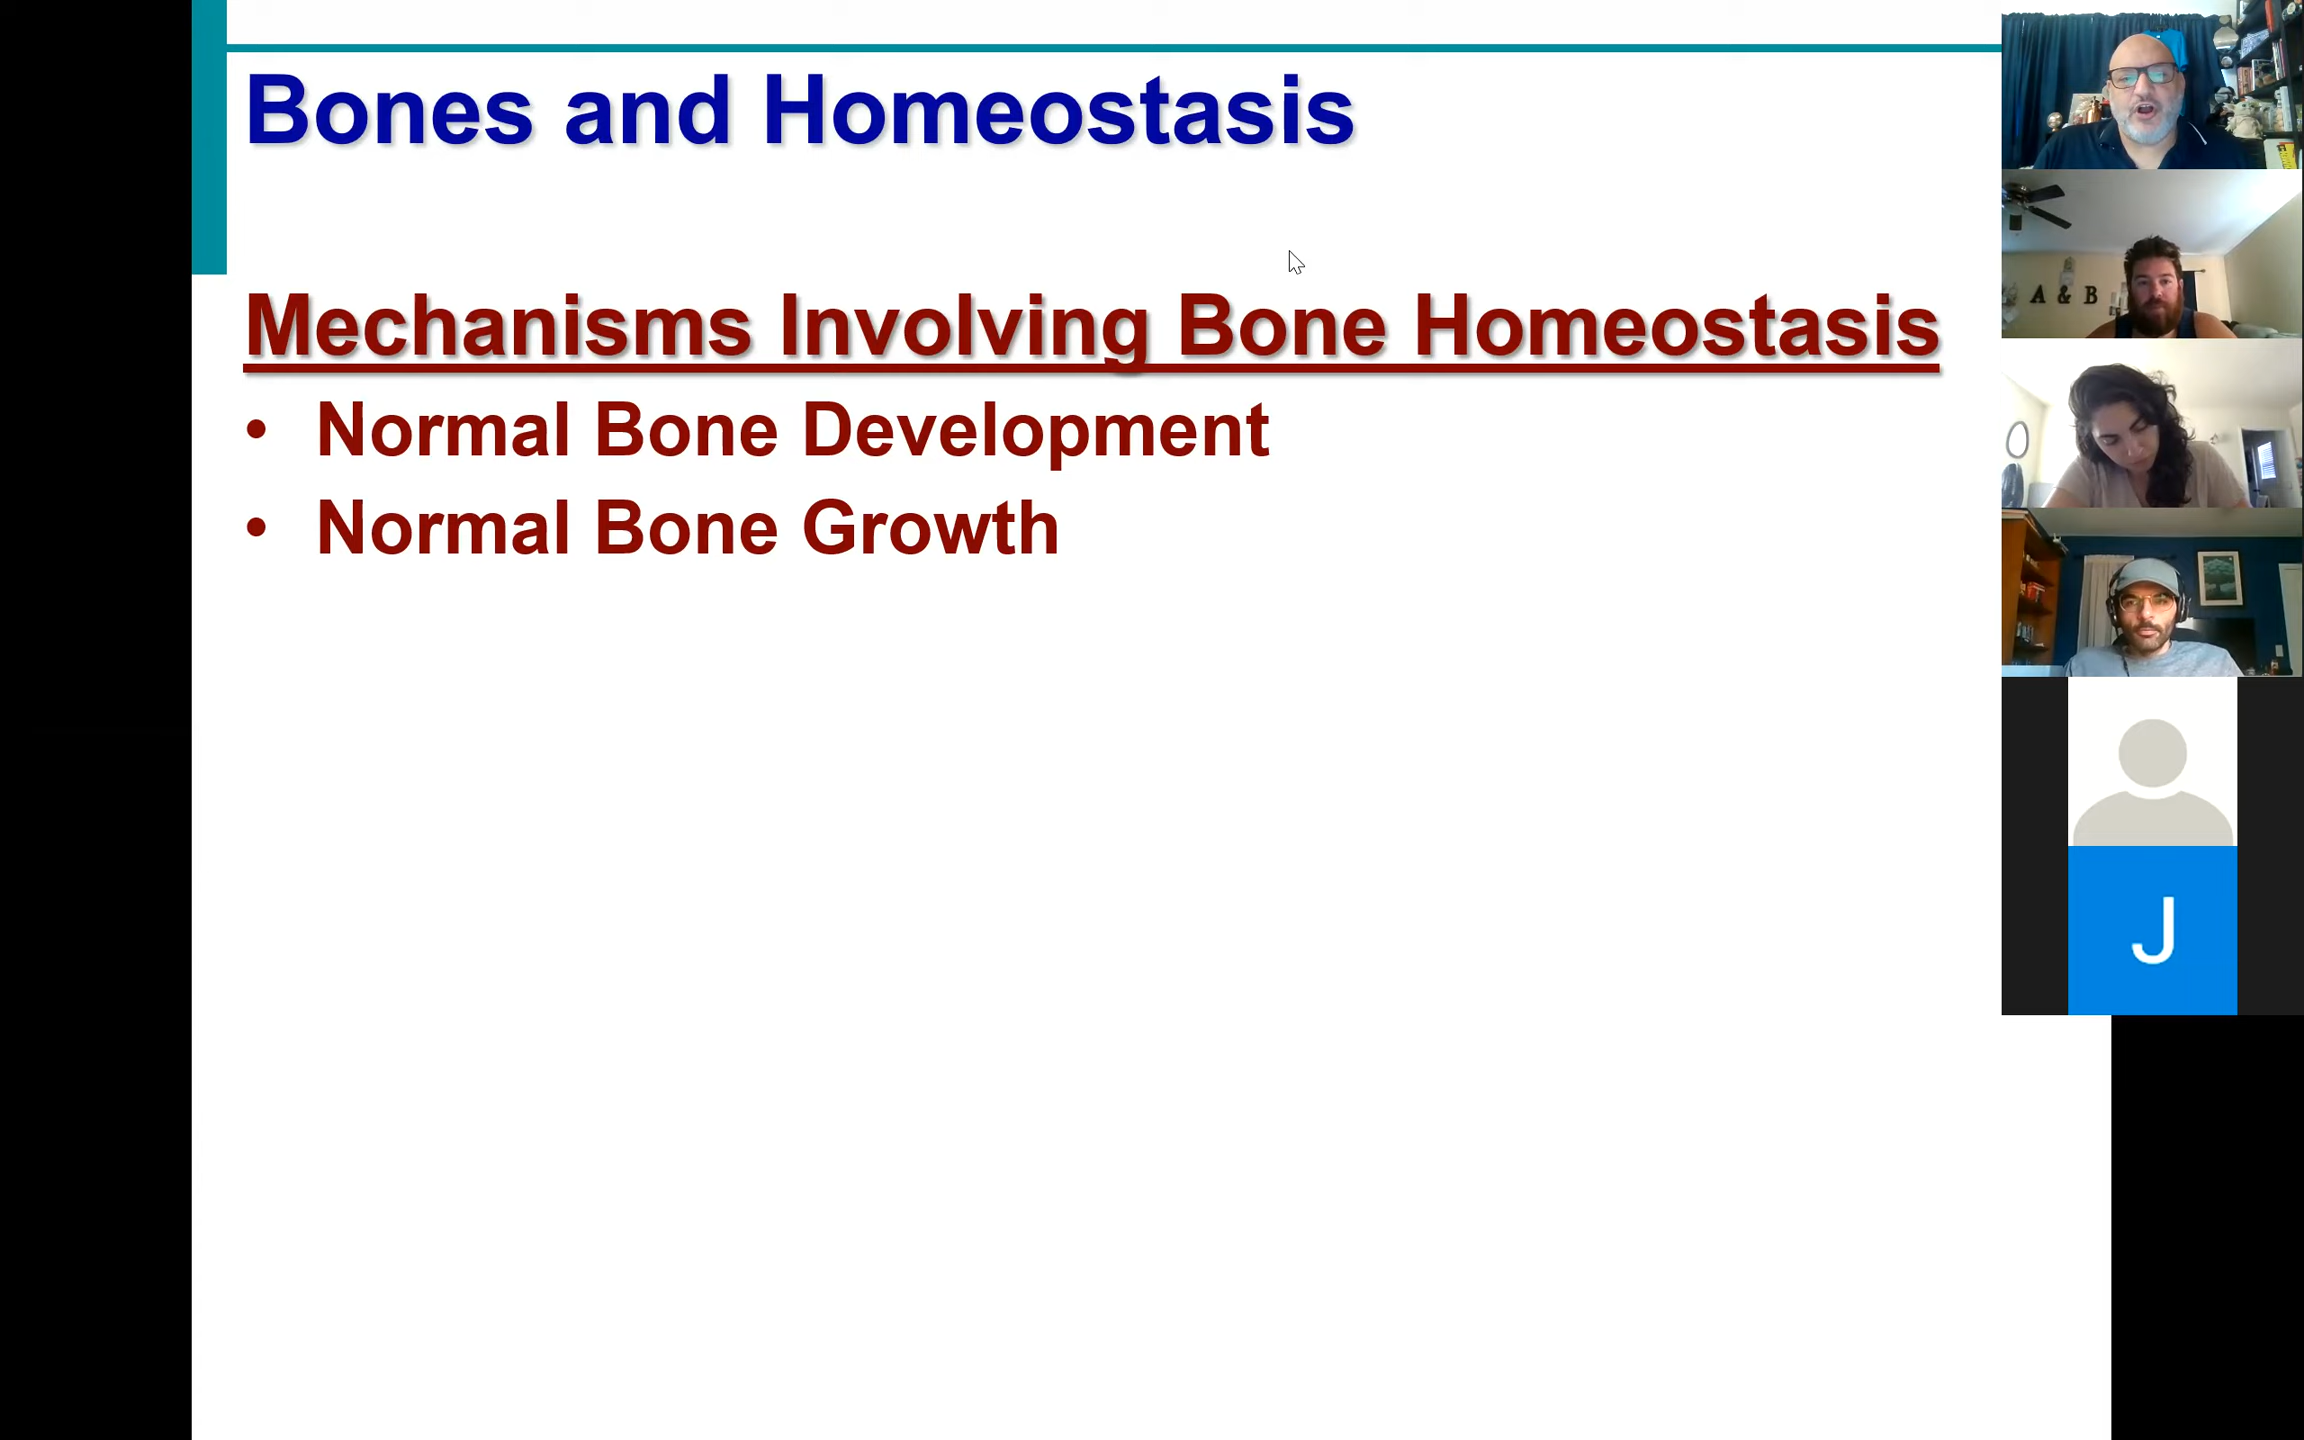 Bones and Homeostasis
Mechanisms Involving Bone Homeostasis
• Normal Bone Development
• Normal Bone Growth
A & B
J